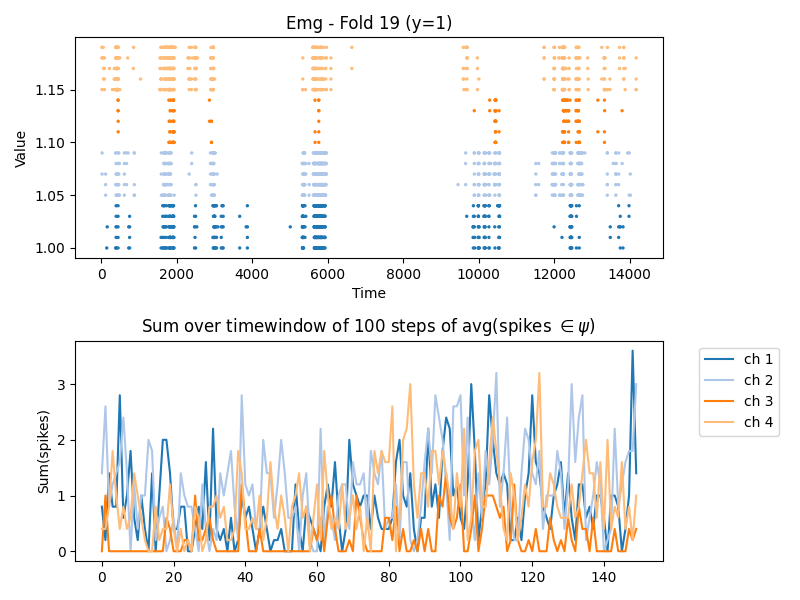 Emg - Fold 19 (y=1)
1.15
1.10
1.05
1.00
Value
0 2000 4000 6000 8000 10000 12000 14000
Time
Sum over timewindow of 100 steps of avg(spikes ∈ ψ)
3
2
1
0
Sum(spikes)
0 20 40 60 80 100 120 140
ch 1
ch 2
ch 3
ch 4